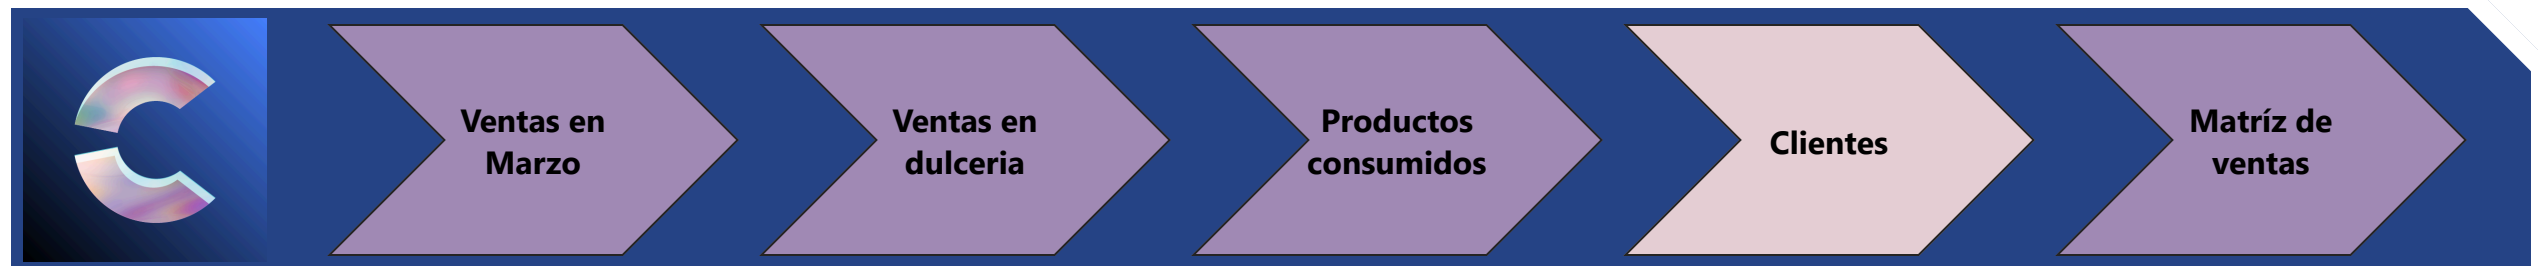 Ventas en
Marzo
Ventas en
dulceria
Productos
consumidos
Clientes
Matríz de
ventas